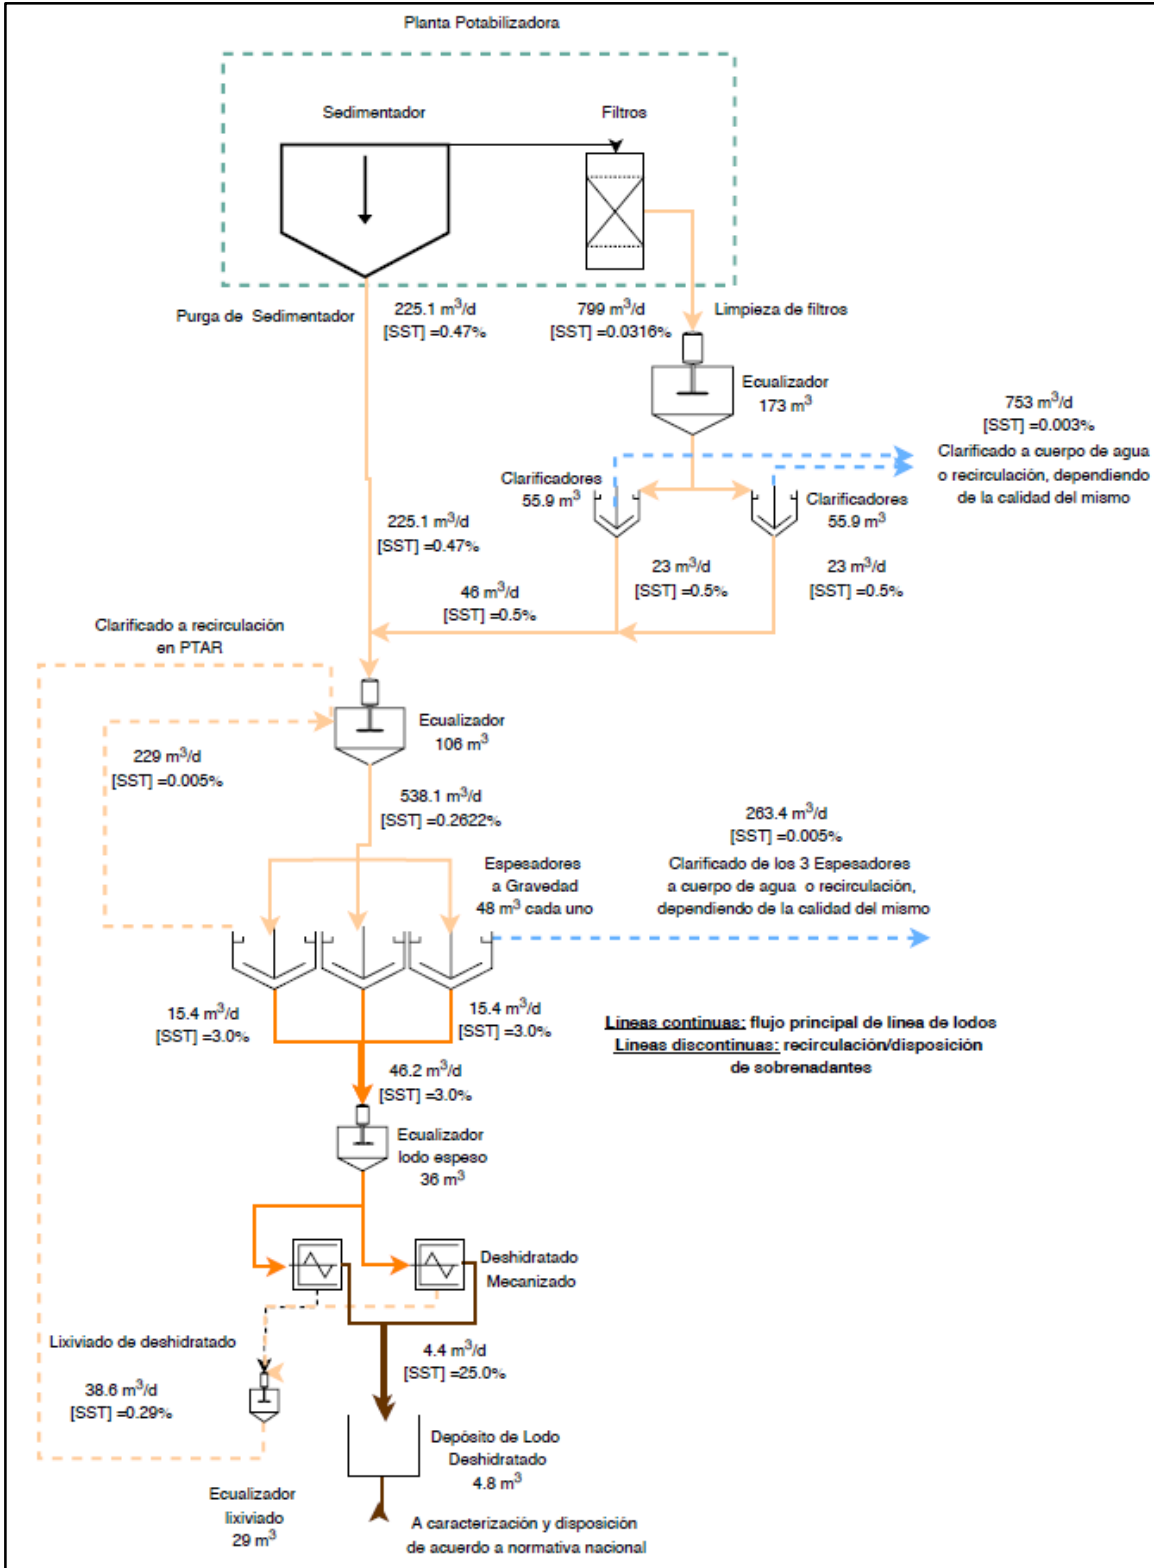 Planta Potabilizadora
Sedimentador
Filtros
Purga de Sedimentador
225.1 m³/d
[SST] =0.47%
799 m³/d
[SST] =0.0316%
Limpieza de filtros
Ecualizador
173 m³
753 m³/d
[SST] =0.003%
Clarificado a cuerpo de agua
o recirculación, dependiendo
de la calidad del mismo
Clarificadores
55.9 m³
Clarificadores
55.9 m³
225.1 m³/d
[SST] =0.47%
23 m³/d
[SST] =0.5%
23 m³/d
[SST] =0.5%
46 m³/d
[SST] =0.5%
Clarificado a recirculación
en PTAR
Ecualizador
106 m³
229 m³/d
[SST] =0.005%
538.1 m³/d
[SST] =0.2622%
263.4 m³/d
[SST] =0.005%
Espesadores
a Gravedad
48 m³ cada uno
Clarificado de los 3 Espesadores
a cuerpo de agua o recirculación,
dependiendo de la calidad del mismo
15.4 m³/d
[SST] =3.0%
15.4 m³/d
[SST] =3.0%
Líneas continuas: flujo principal de línea de lodos
Líneas discontinuas: recirculación/disposición
de sobrenadantes
46.2 m³/d
[SST] =3.0%
Ecualizador
lodo espeso
36 m³
Deshidratado
Mecanizado
Lixiviado de deshidratado
38.6 m³/d
[SST] =0.29%
4.4 m³/d
[SST] =25.0%
Depósito de Lodo
Deshidratado
4.8 m³
Ecualizador
lixiviado
29 m³
A caracterización y disposición
de acuerdo a normativa nacional